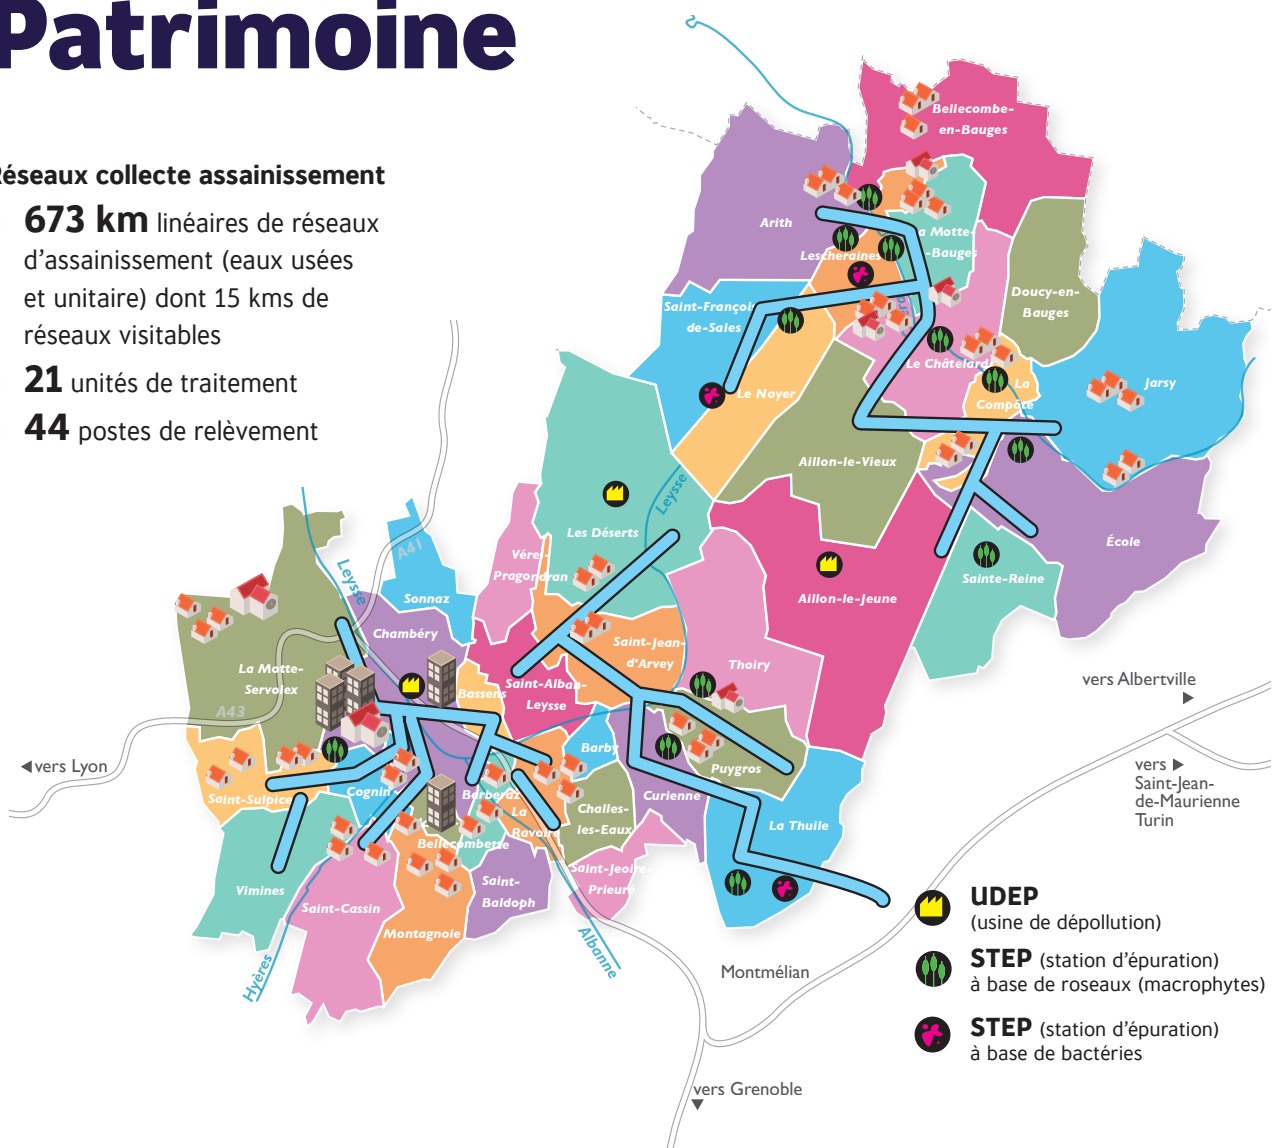 Patrimoine
Réseaux collecte assainissement
673 km linéaires de réseaux
d'assainissement (eaux usées
et unitaire) dont 15 kms de
réseaux visitables
21 unités de traitement
44 postes de relèvement
Bellecombe-
en-Bauges
Arith
La Motte-
-Bauges
Lescheraines
Doucy-en-
Bauges
Saint-François
de-Sales
Le Châtelard
La
Compôte
Jarsy
Le Noyer
Aillon-le-Vieux
Leysse
Les Déserts
École
Vérel-
Pragondran
Sainte-Reine
A41
Leysse
Sonnaz
Aillon-le-Jeune
Chambéry
Saint-Jean-
d'Arvey
Thoiry
La Motte-
Servolex
Bassens
Saint-Alban-
Leysse
vers Albertville
A43
Barby
vers Lyon
Puygros
vers
Saint-Jean-
de-Maurienne
Turin
Cognin
Barberaz
Curienne
Saint-Sulpice
La
Ravoire
Challes-
les-Eaux
La Thuile
Bellecombette
Saint-Jeoire-
Prieuré
Vimines
Saint-
Baldoph
Saint-Cassin
Montagnole
Hyères
Albanne
Montmélian
vers Grenoble
UDEP
(usine de dépollution)
STEP (station d'épuration)
à base de roseaux (macrophytes)
STEP (station d'épuration)
à base de bactéries